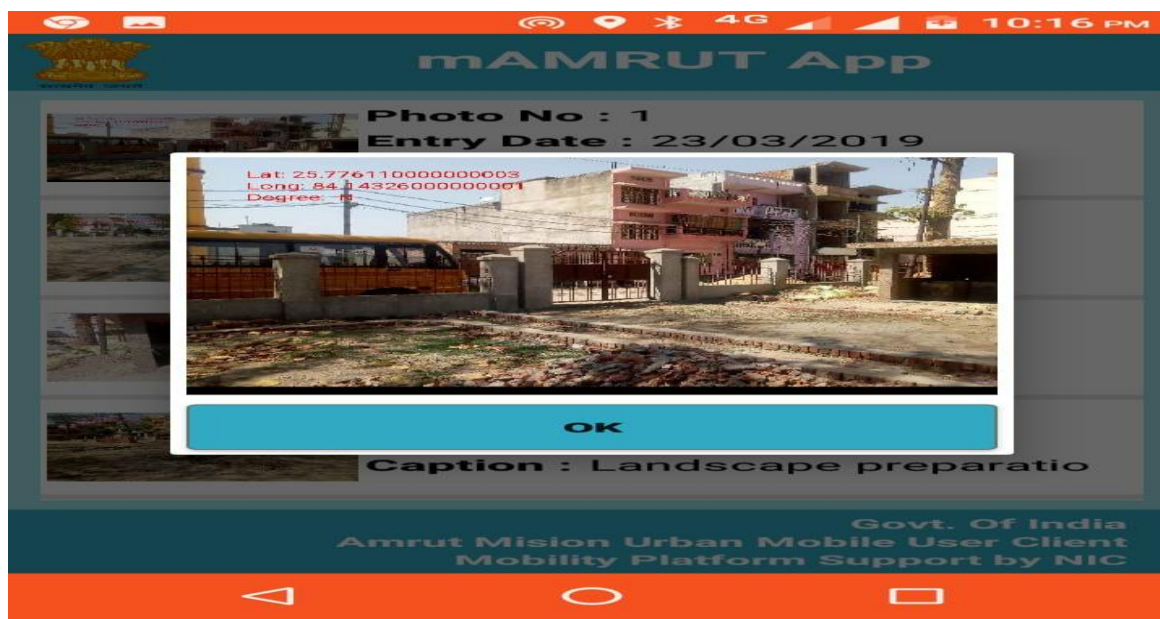 4G 10:16 PM
mAMRUT App
Photo No : 1
Entry Date : 23/03/2019
Lat: 25.776110000000003
Long: 84.14326000000001
Degree: N
OK
Caption : Landscape preparatio
Govt. Of India
Amrut Mision Urban Mobile User Client
Mobility Platform Support by NIC